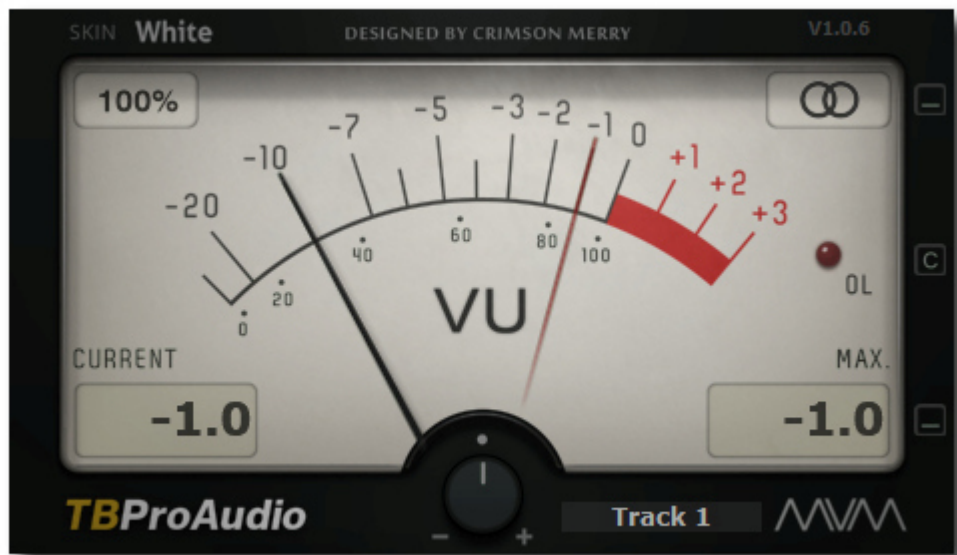 SKIN White
DESIGNED BY CRIMSON MERRY
V1.0.6
100%
-20 -10 -7 -5 -3 -2 -1 0 +1 +2 +3
0 20 40 60 80 100
VU
OL
CURRENT
MAX.
-1.0
-1.0
C
TBProAudio
- +
Track 1
MVM